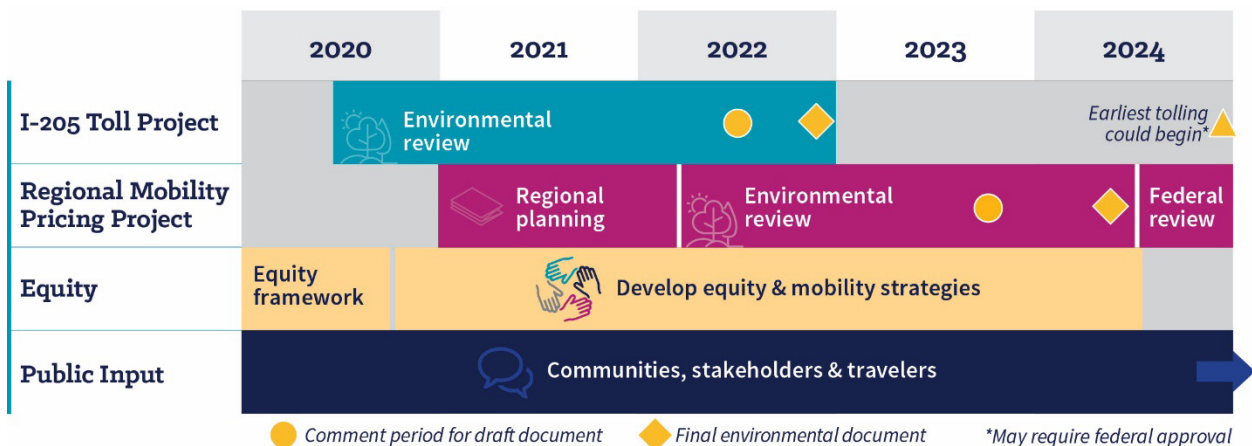 2020 2021 2022 2023 2024
I-205 Toll Project
Environmental
review
Earliest tolling
could begin*
Regional Mobility
Pricing Project
Regional
planning
Environmental
review
Federal
review
Equity
Equity
framework
Develop equity & mobility strategies
Public Input
Communities, stakeholders & travelers
Comment period for draft document
Final environmental document
*May require federal approval